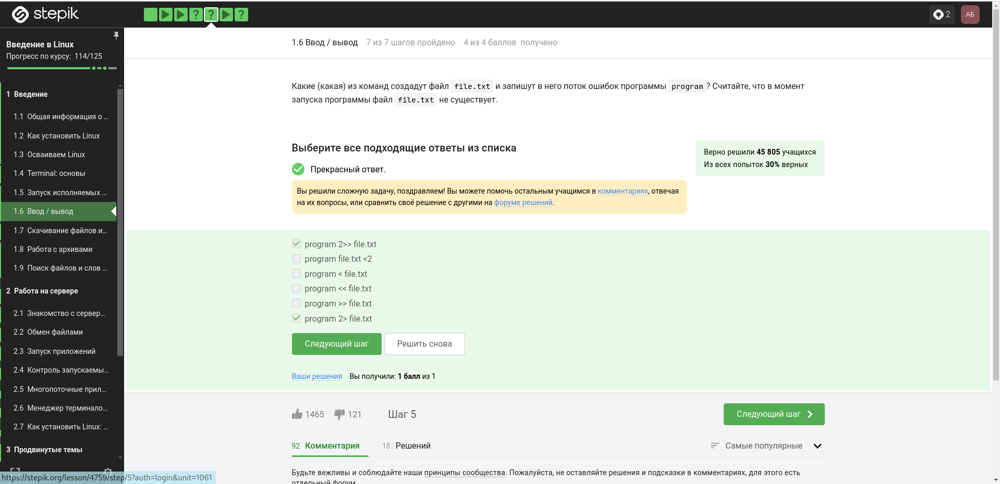 stepik
?
?
?
2
АБ
Введение в Linux
Прогресс по курсу: 114/125
1 Введение
1.1 Общая информация о ...
1.2 Как установить Linux
1.3 Осваиваем Linux
1.4 Terminal: основы
1.5 Запуск исполняемых ...
1.6 Ввод / вывод
1.7 Скачивание файлов и...
1.8 Работа с архивами
1.9 Поиск файлов и слов ...
2 Работа на сервере
2.1 Знакомство с сервер...
2.2 Обмен файлами
2.3 Запуск приложений
2.4 Контроль запускаемы...
2.5 Многопоточные прил...
2.6 Менеджер терминало...
2.7 Как установить Linux: ...
3 Продвинутые темы
https://stepik.org/lesson/4759/step/5?auth=login&unit=1061
1.6 Ввод / вывод 7 из 7 шагов пройдено 4 из 4 баллов получено
Какие (какая) из команд создадут файл file.txt и запишут в него поток ошибок программы program? Считайте, что в момент
запуска программы файл file.txt не существует.
Выберите все подходящие ответы из списка
Верно решили 45 805 учащихся
Из всех попыток 30% верных
Прекрасный ответ.
Вы решили сложную задачу, поздравляем! Вы можете помочь остальным учащимся в комментариях, отвечая
на их вопросы, или сравнить своё решение с другими на форуме решений.
program 2>> file.txt
program file.txt <2
program < file.txt
program << file.txt
program >> file.txt
program 2> file.txt
Следующий шаг Решить снова
Ваши решения Вы получили: 1 балл из 1
1465 121 Шаг 5 Следующий шаг
92 Комментария 18 Решений Самые популярные
Будьте вежливы и соблюдайте наши принципы сообщества. Пожалуйста, не оставляйте решения и подсказки в комментариях, для этого есть
отдельный форум.